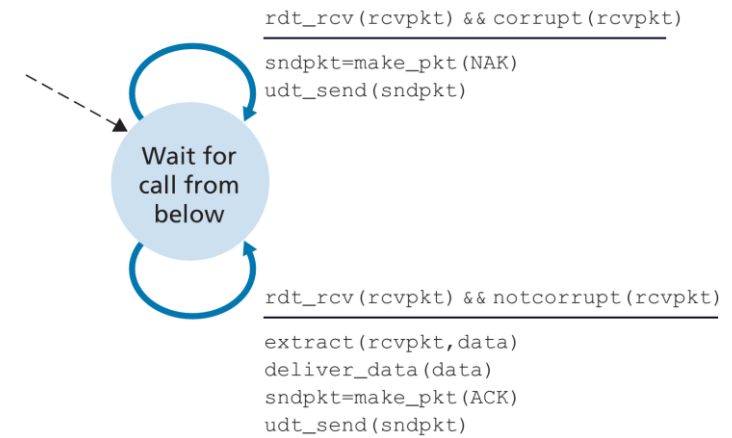 rdt_rcv(rcvpkt) && corrupt(rcvpkt)
sndpkt=make_pkt(NAK)
udt_send(sndpkt)
Wait for
call from
below
rdt_rcv(rcvpkt) && notcorrupt(rcvpkt)
extract(rcvpkt,data)
deliver_data(data)
sndpkt=make_pkt(ACK)
udt_send(sndpkt)